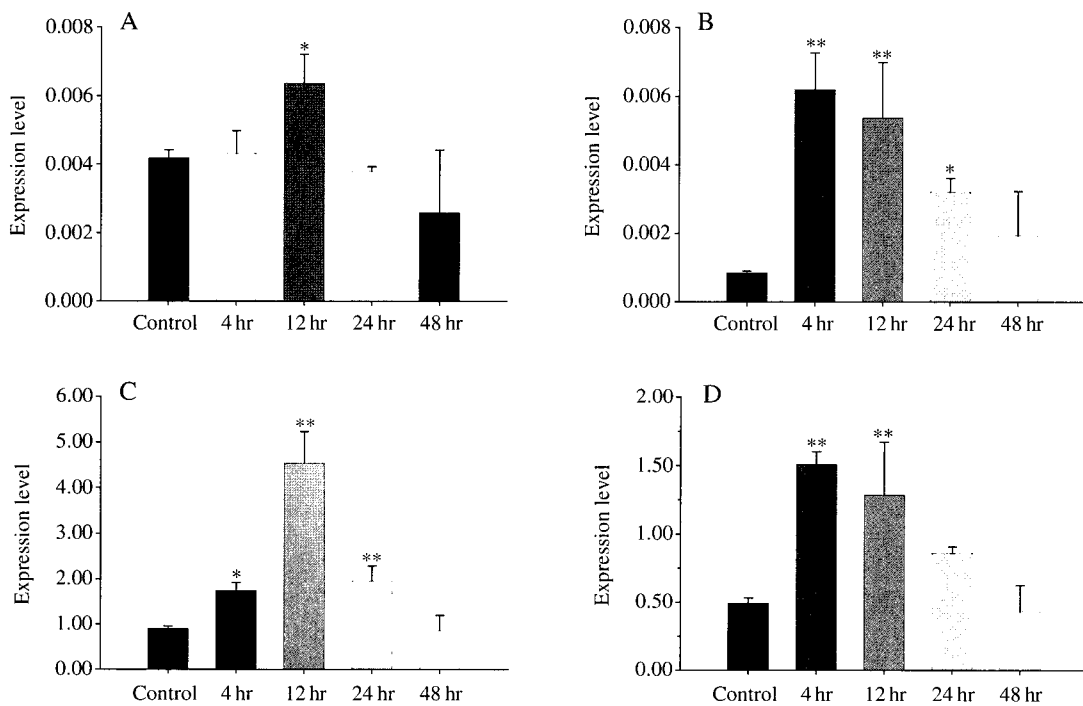 A
Expression level
0.008
0.006
0.004
0.002
0.000
*
Control 4 hr 12 hr 24 hr 48 hr
B
Expression level
0.008
0.006
0.004
0.002
0.000
** ** *
Control 4 hr 12 hr 24 hr 48 hr
C
Expression level
6.00
5.00
4.00
3.00
2.00
1.00
0.00
* ** **
Control 4 hr 12 hr 24 hr 48 hr
D
Expression level
2.00
1.50
1.00
0.50
0.00
** **
Control 4 hr 12 hr 24 hr 48 hr